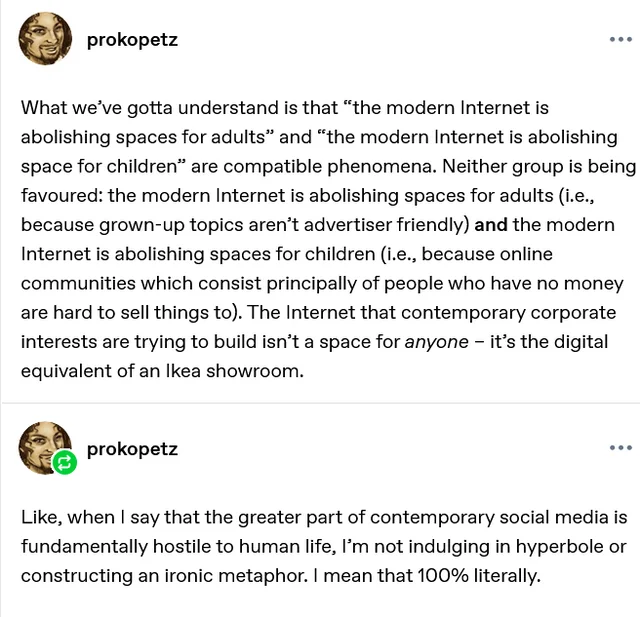 prokopetz
What we’ve gotta understand is that “the modern Internet is
abolishing spaces for adults” and “the modern Internet is abolishing
space for children” are compatible phenomena. Neither group is being
favoured: the modern Internet is abolishing spaces for adults (i.e.,
because grown-up topics aren’t advertiser friendly) and the modern
Internet is abolishing spaces for children (i.e., because online
communities which consist principally of people who have no money
are hard to sell things to). The Internet that contemporary corporate
interests are trying to build isn’t a space for anyone – it’s the digital
equivalent of an Ikea showroom.
prokopetz
Like, when I say that the greater part of contemporary social media is
fundamentally hostile to human life, I’m not indulging in hyperbole or
constructing an ironic metaphor. I mean that 100% literally.